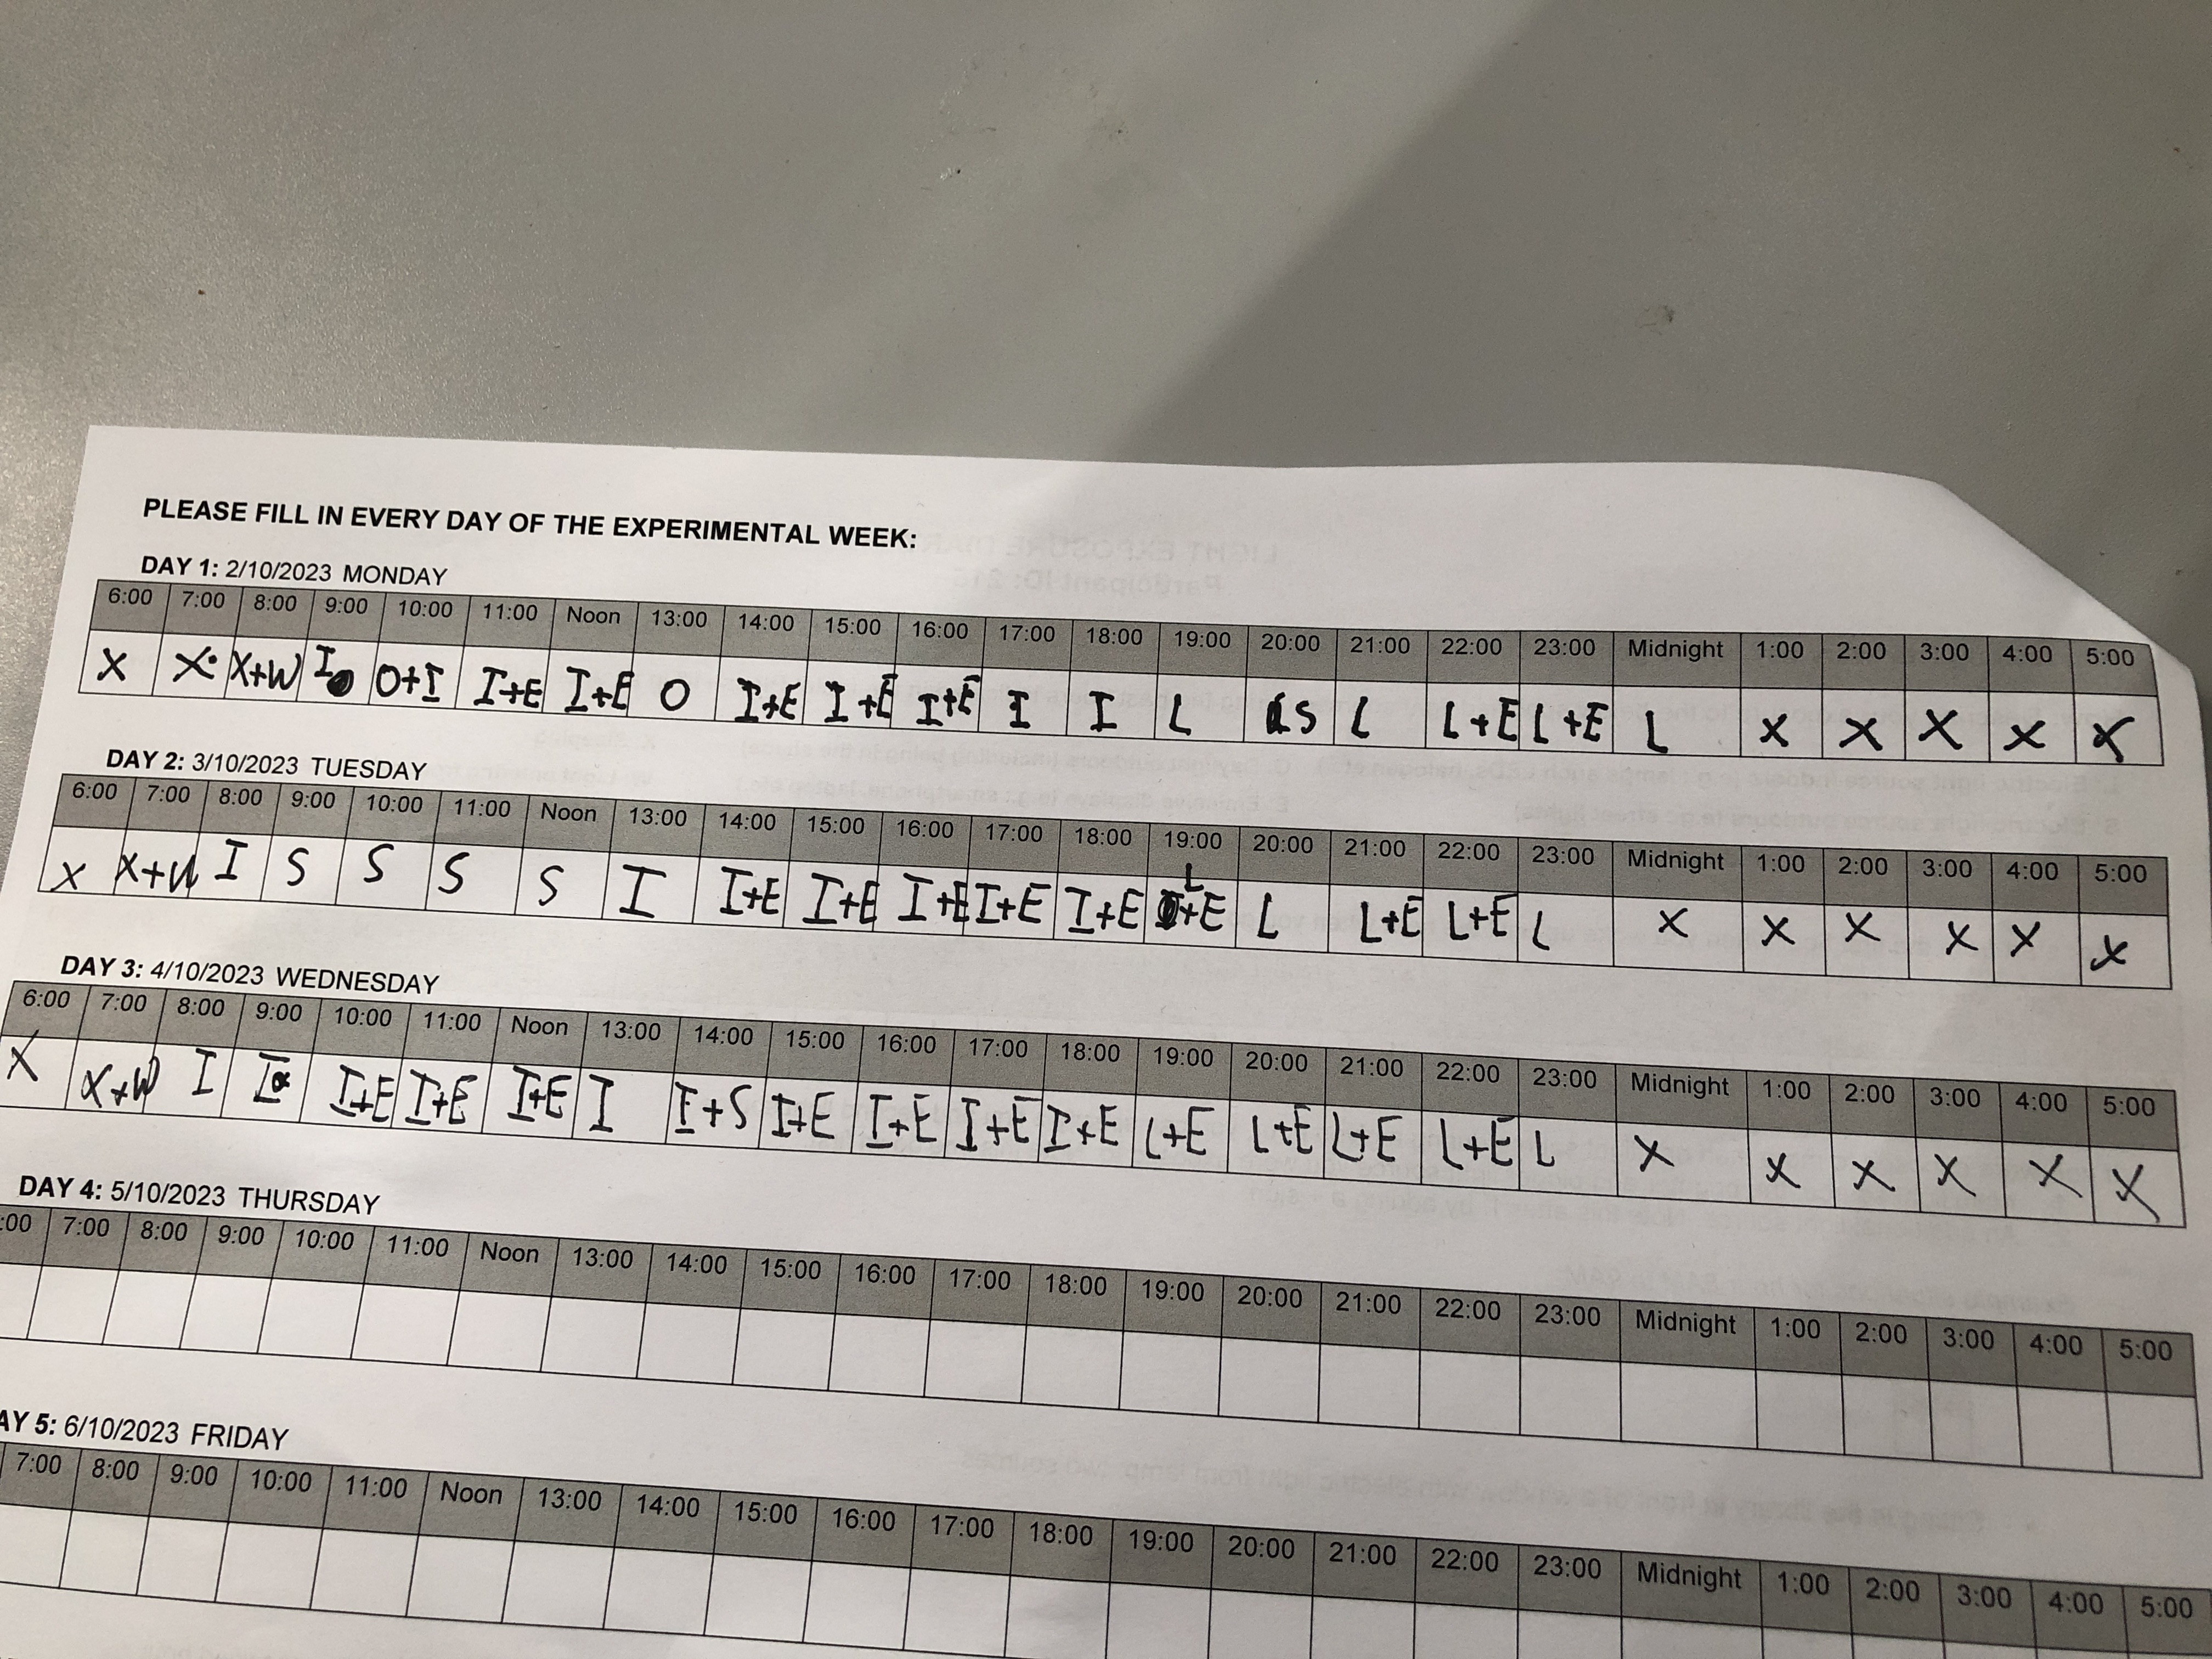 PLEASE FILL IN EVERY DAY OF THE EXPERIMENTAL WEEK:
DAY 1: 2/10/2023 MONDAY
6:00 7:00 8:00 9:00 10:00 11:00 Noon 13:00 14:00 15:00 16:00 17:00 18:00 19:00 20:00 21:00 22:00 23:00 Midnight 1:00 2:00 3:00 4:00 5:00
X X X+W I O+I I+E I+E O I+E I+E I+E I I L S L L+E L+E L X X X X X
DAY 2: 3/10/2023 TUESDAY
6:00 7:00 8:00 9:00 10:00 11:00 Noon 13:00 14:00 15:00 16:00 17:00 18:00 19:00 20:00 21:00 22:00 23:00 Midnight 1:00 2:00 3:00 4:00 5:00
X X+W I S S S S I I+E I+E I+E I+E I+E L+E L L+E L+E L X X X X X X
DAY 3: 4/10/2023 WEDNESDAY
6:00 7:00 8:00 9:00 10:00 11:00 Noon 13:00 14:00 15:00 16:00 17:00 18:00 19:00 20:00 21:00 22:00 23:00 Midnight 1:00 2:00 3:00 4:00 5:00
X X+W I I I+E I+E I+E I I+S I+E I+E I+E I+E L+E L+E L+E L+E L X X X X X X
DAY 4: 5/10/2023 THURSDAY
:00 7:00 8:00 9:00 10:00 11:00 Noon 13:00 14:00 15:00 16:00 17:00 18:00 19:00 20:00 21:00 22:00 23:00 Midnight 1:00 2:00 3:00 4:00 5:00
AY 5: 6/10/2023 FRIDAY
7:00 8:00 9:00 10:00 11:00 Noon 13:00 14:00 15:00 16:00 17:00 18:00 19:00 20:00 21:00 22:00 23:00 Midnight 1:00 2:00 3:00 4:00 5:00